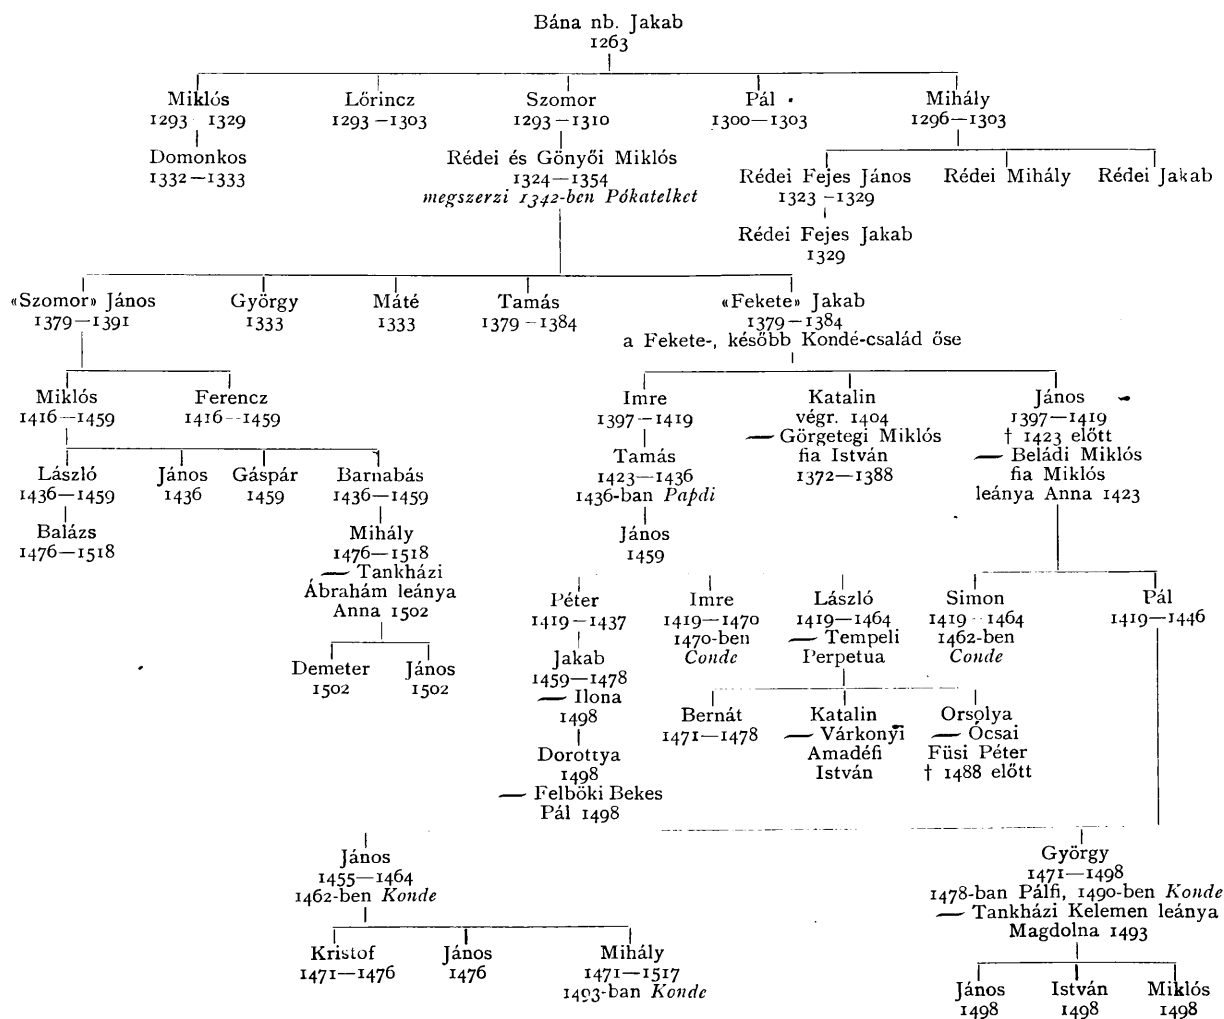 Bána nb. Jakab
1263
Miklós Lőrincz Szomor Pál Mihály
1293 1329 1293—1303 1293—1310 1300—1303 1296—1303
Domonkos Rédei és Gönyői Miklós
1332—1333 1324—1354
megszerzi 1342-ben Pókatelket
Rédei Fejes János Rédei Mihály Rédei Jakab
1323—1329
Rédei Fejes Jakab
1329
«Szomor» János György Máté Tamás «Fekete» Jakab
1379—1391 1333 1333 1379—1384 1379—1384
a Fekete-, később Kondé-család őse
Miklós Ferencz Imre Katalin János
1416—1459 1416—1459 1397—1419 végr. 1404 1397—1419
— Görgetegi Miklós † 1423 előtt
Tamás fia István — Beládi Miklós
1423—1436 1372—1388 fia Miklós
1436-ban Papdi leánya Anna 1423
László János Gáspár Barnabás
1436—1459 1436 1459 1436—1459
Balázs Mihály János
1476—1518 1476—1518 1459
— Tankházi
Ábrahám leánya
Anna 1502
Demeter János
1502 1502
Péter Imre László Simon Pál
1419—1437 1419—1470 1419—1464 1419—1464 1419—1446
1470-ben — Tempeli 1462-ben
Jakab Conde Perpetua Conde
1459—1478
— Ilona
1498
Bernát Katalin Orsolya
1471—1478 — Várkonyi — Ócsai
Amadéfi Füsi Péter
István † 1488 előtt
Dorottya
1498
— Felböki Bekes
Pál 1498
János György
1455—1464 1471—1498
1462-ben Konde 1478-ban Pálfi, 1490-ben Konde
— Tankházi Kelemen leánya
Magdolna 1493
Kristof János Mihály
1471—1476 1476 1471—1517
1493-ban Konde
János István Miklós
1498 1498 1498